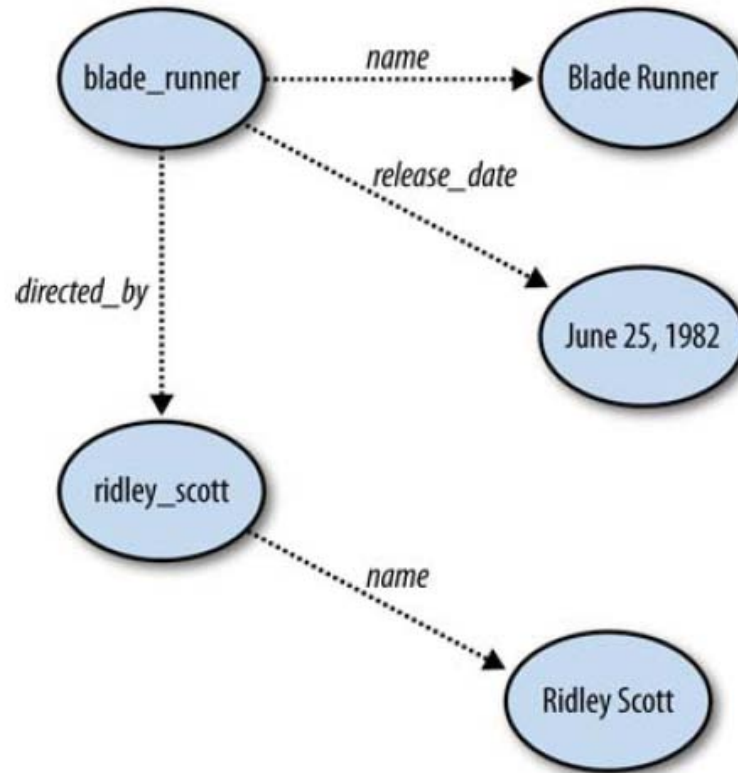 blade_runner
name
Blade Runner
release_date
directed_by
June 25, 1982
ridley_scott
name
Ridley Scott